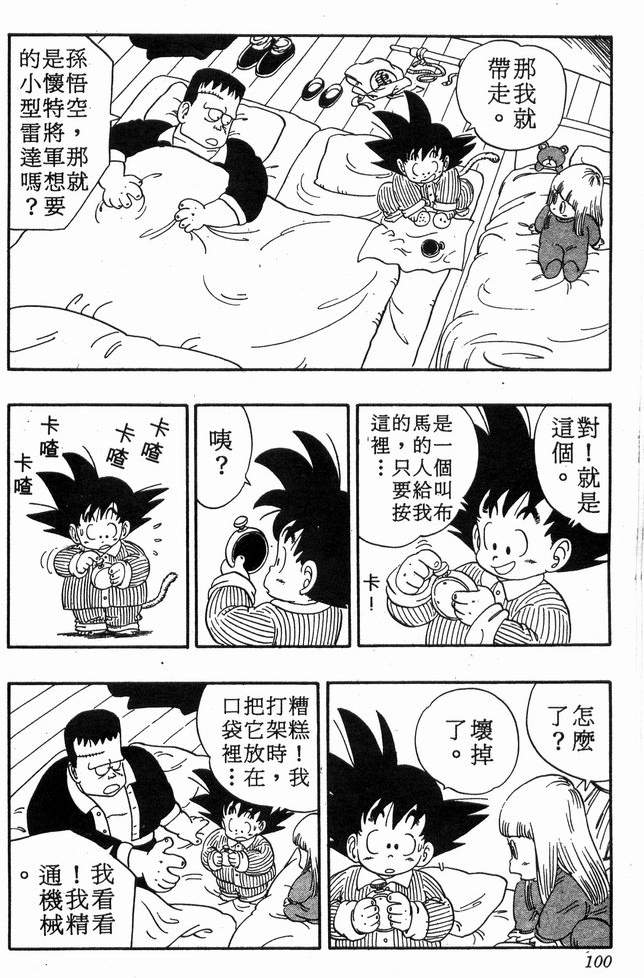 那我就
帶走。
孫悟空，那就
是懷特將軍想要
的小型雷達嗎？
對！就是
這個。
是一個叫布
馬的人給我
的，只要按
這裡…
卡！
咦？
卡喳
卡喳
卡喳
卡喳
怎麼
了？
壞掉
了。
糟糕！我
打架時，
把它放在
口袋裡…
我看看
！我精
通機械
。
100